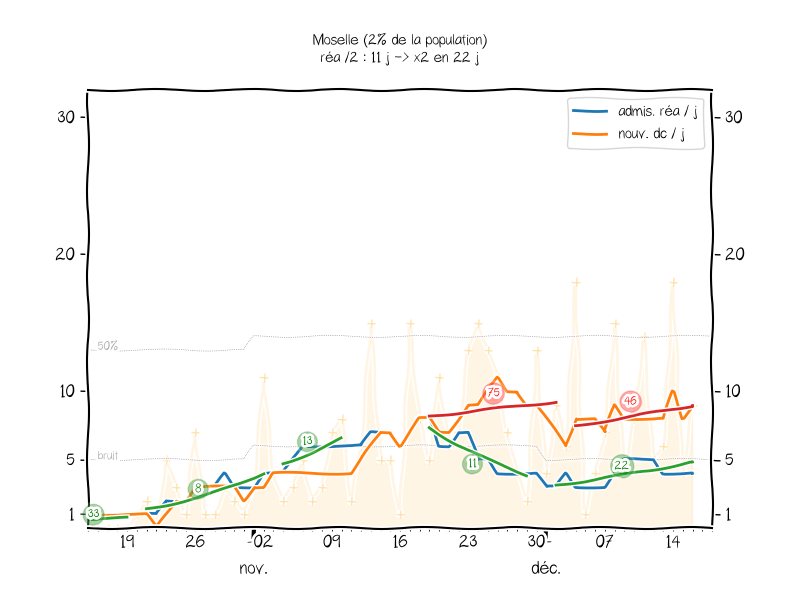 Moselle (2% de la population)
réa /2 : 11 j -> x2 en 22 j
admis. réa / j
nouv. dc / j
30 30
20 20
10 10
5 5
1 1
50%
bruit
33
8
13
75
11
46
22
19 26 02 09 16 23 30 07 14
nov. déc.